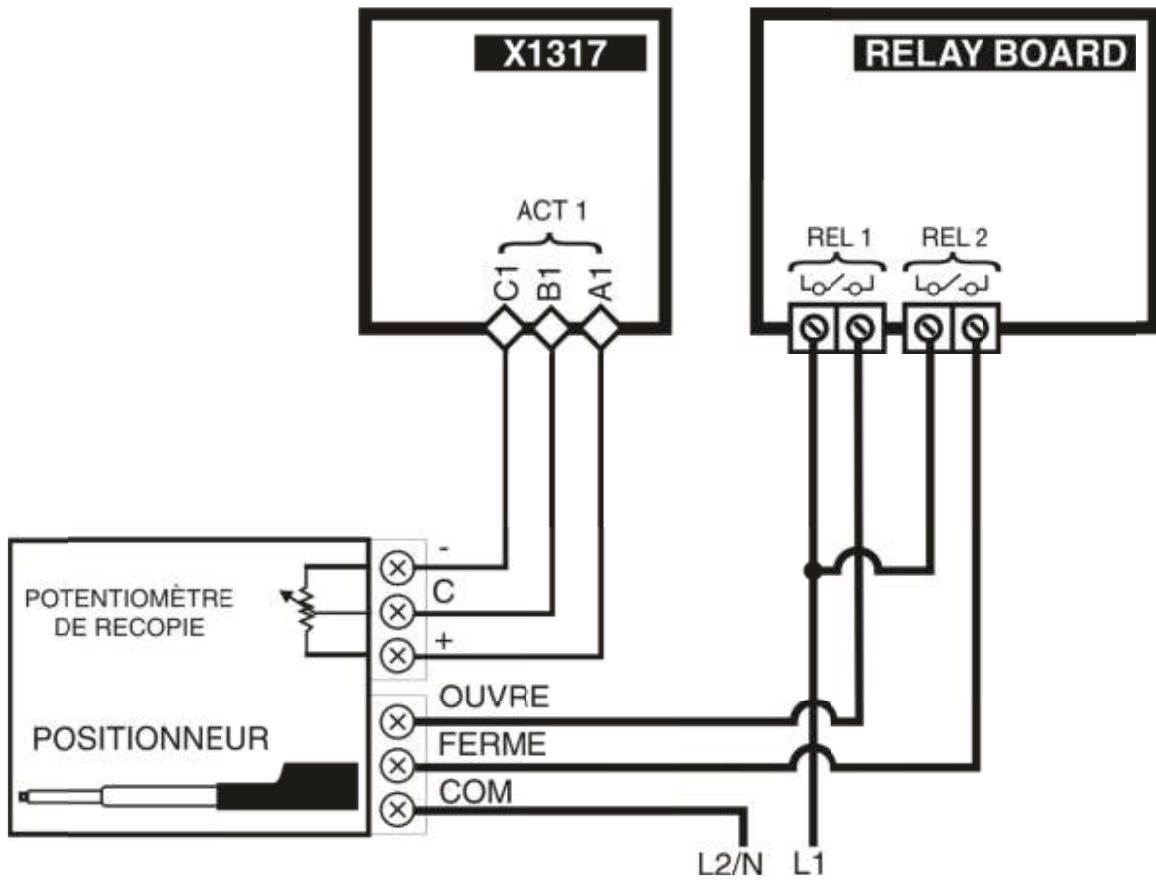 X1317
RELAY BOARD
ACT 1
C1
B1
A1
REL 1
REL 2
POTENTIOMÈTRE
DE RECOPIE
-
C
+
POSITIONNEUR
OUVRE
FERME
COM
L2/N
L1